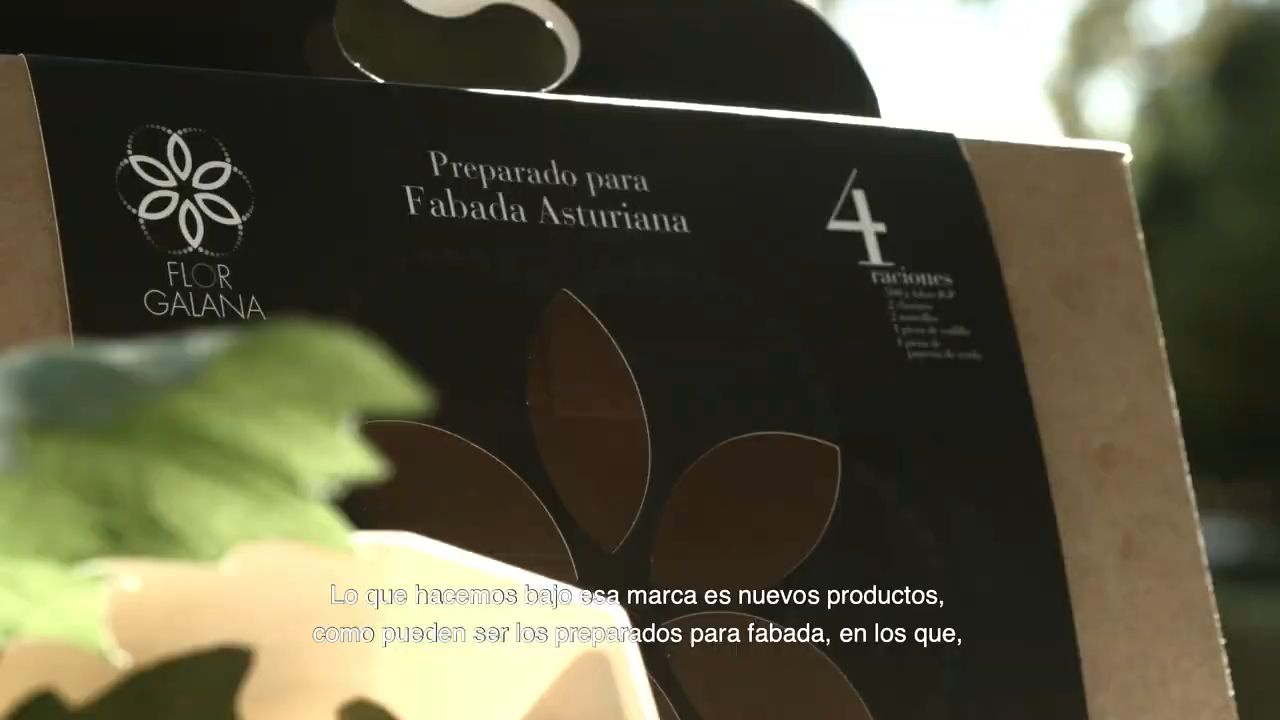 FLOR
GALANA
Preparado para
Fabada Asturiana
4
raciones
Lo que hacemos bajo esa marca es nuevos productos,
como pueden ser los preparados para fabada, en los que,